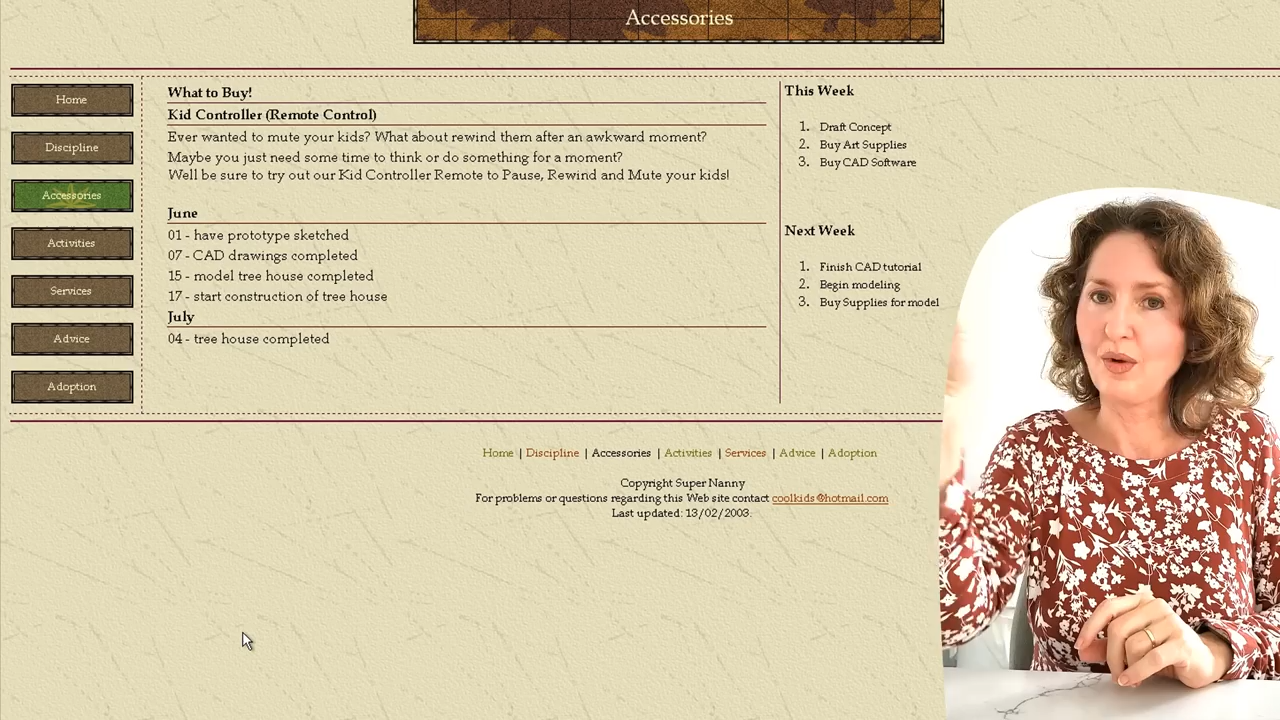 Accessories
Home
Discipline
Accessories
Activities
Services
Advice
Adoption
What to Buy!
Kid Controller (Remote Control)
Ever wanted to mute your kids? What about rewind them after an awkward moment?
Maybe you just need some time to think or do something for a moment?
Well be sure to try out our Kid Controller Remote to Pause, Rewind and Mute your kids!
June
01 - have prototype sketched
07 - CAD drawings completed
15 - model tree house completed
17 - start construction of tree house
July
04 - tree house completed
This Week
1. Draft Concept
2. Buy Art Supplies
3. Buy CAD Software
Next Week
1. Finish CAD tutorial
2. Begin modeling
3. Buy Supplies for model
Home | Discipline | Accessories | Activities | Services | Advice | Adoption
Copyright Super Nanny
For problems or questions regarding this Web site contact coolkids@hotmail.com
Last updated: 13/02/2003.